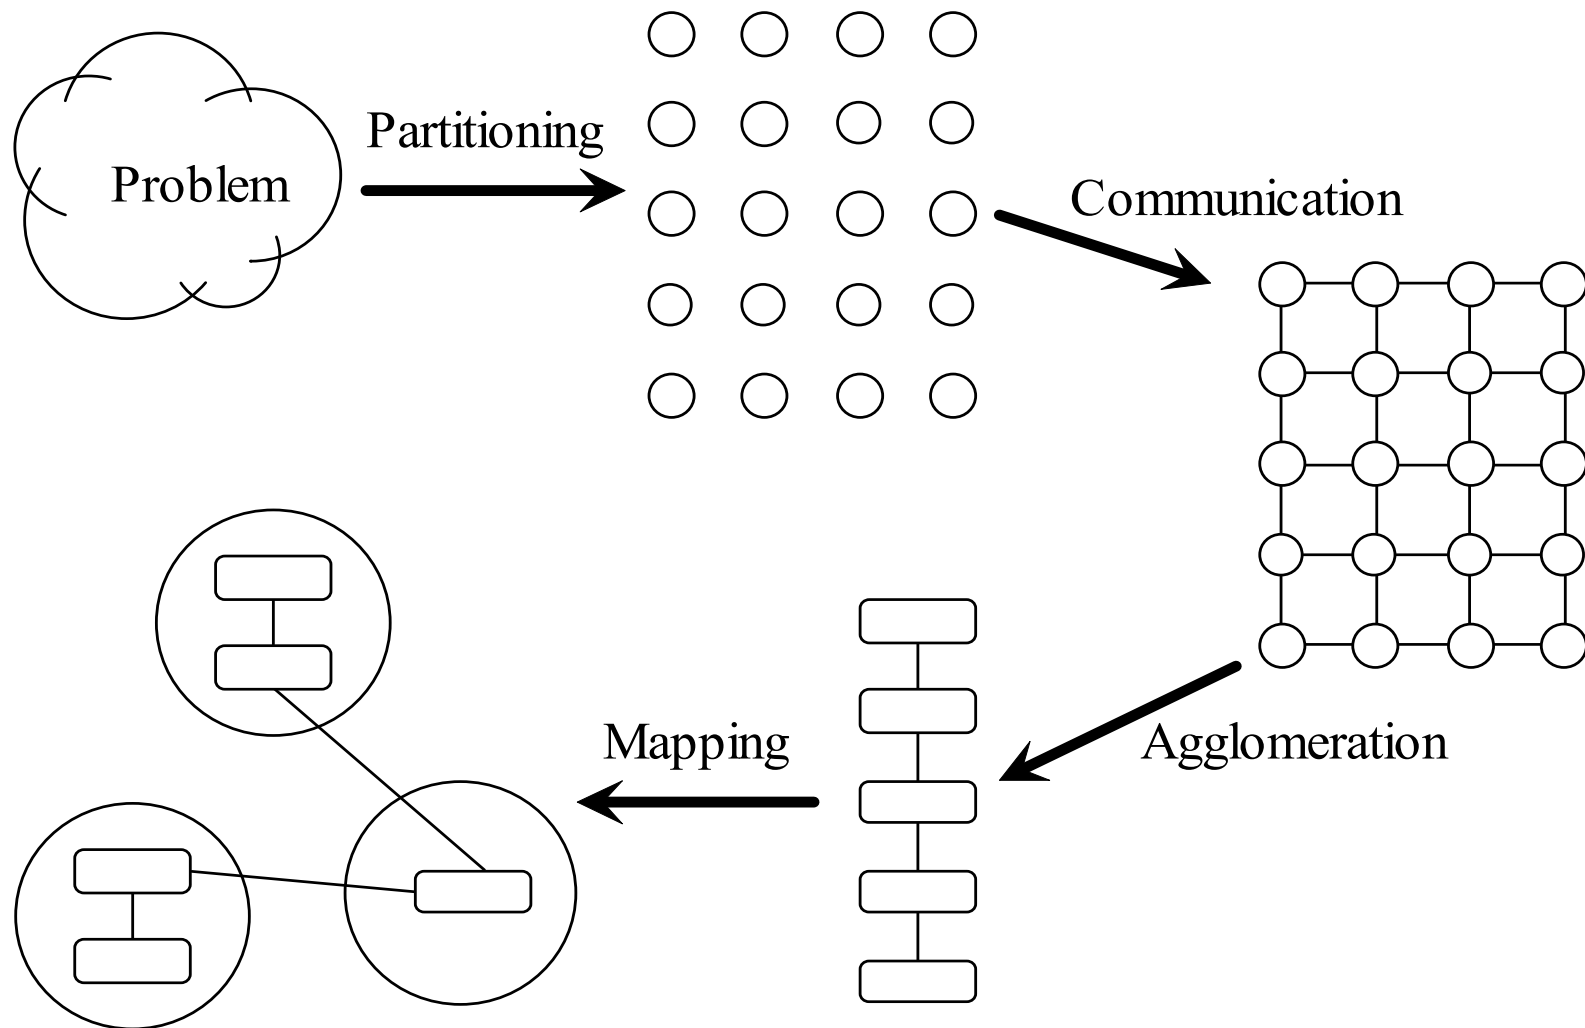 Partitioning
Problem
Communication
Mapping
Agglomeration